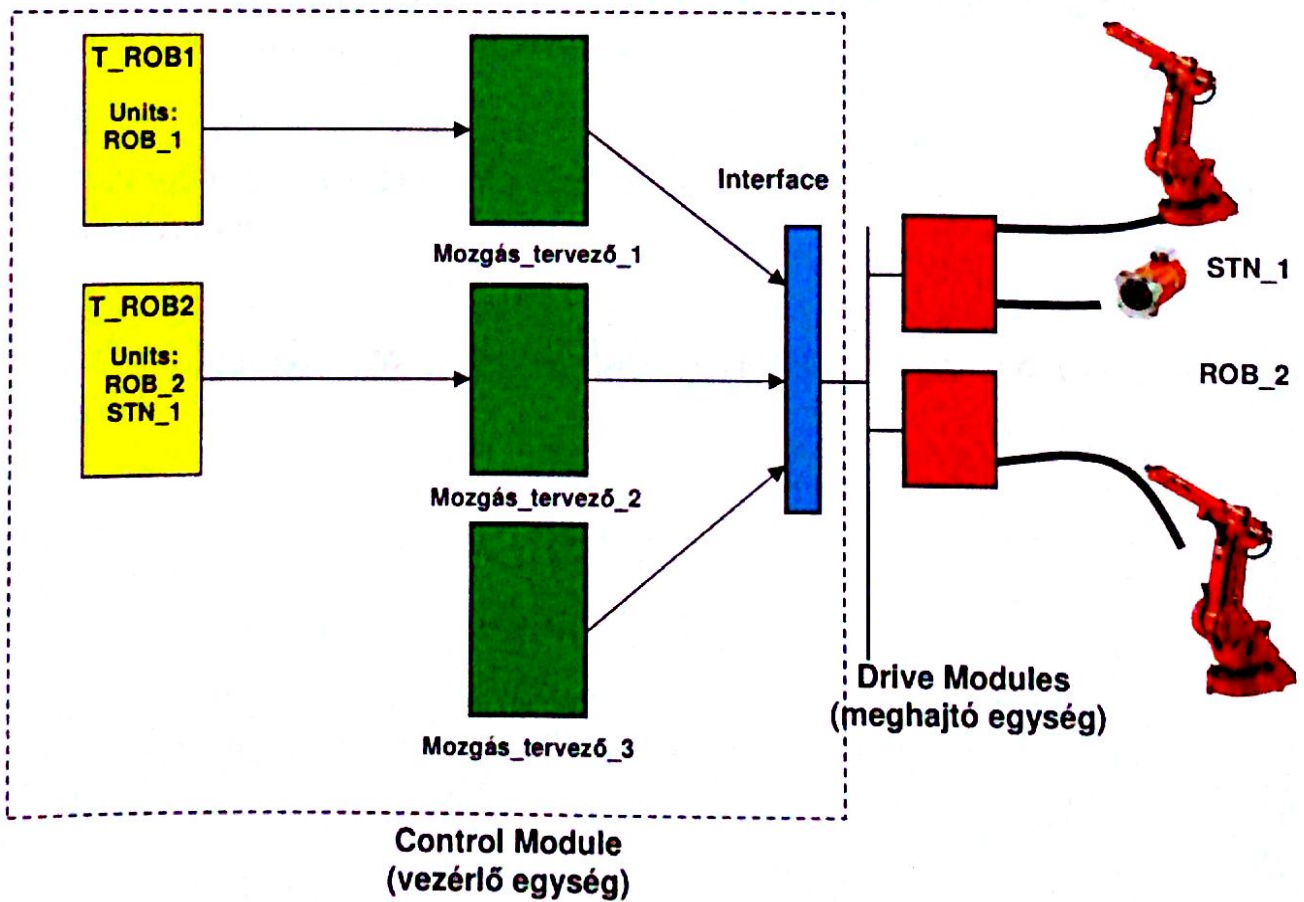 T_ROB1
Units:
ROB_1
Mozgás_tervező_1
Interface
STN_1
T_ROB2
Units:
ROB_2
STN_1
Mozgás_tervező_2
ROB_2
Mozgás_tervező_3
Drive Modules
(meghajtó egység)
Control Module
(vezérlő egység)